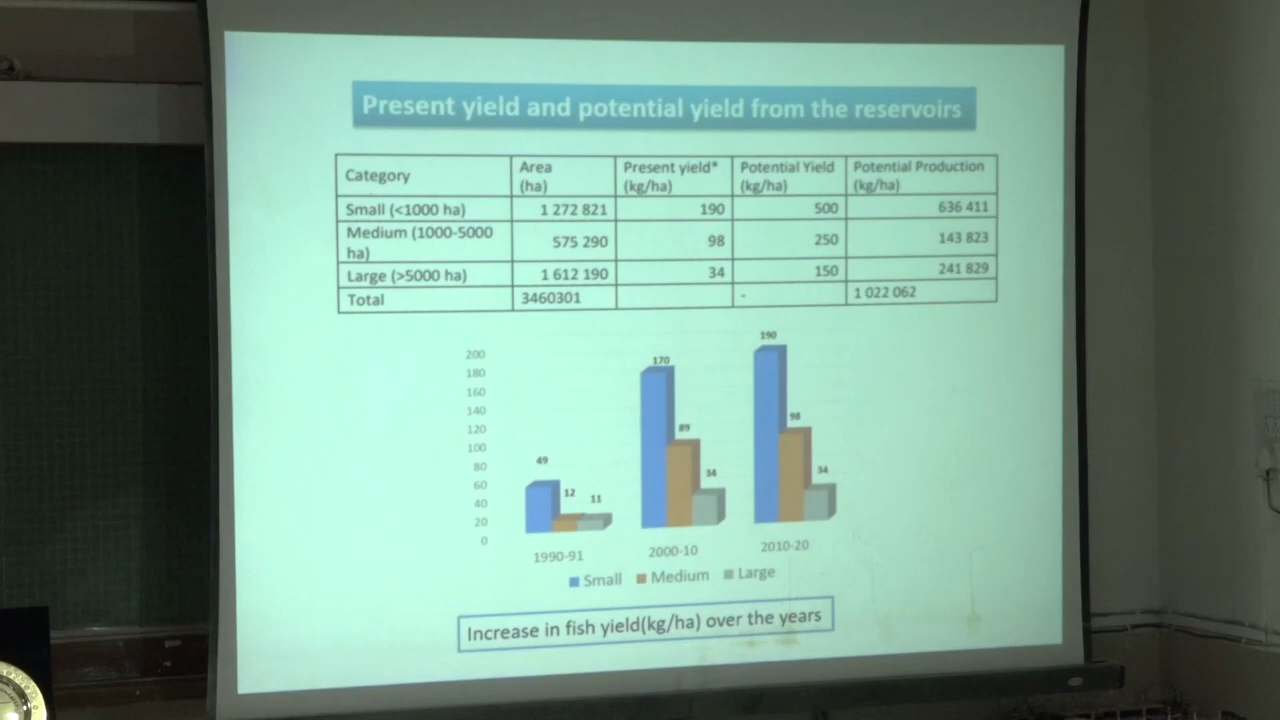 Present yield and potential yield from the reservoirs
Category Area (ha) Present yield* (kg/ha) Potential Yield (kg/ha) Potential Production (kg/ha)
Small (<1000 ha) 1 272 821 190 500 636 411
Medium (1000-5000 ha) 575 290 98 250 143 823
Large (>5000 ha) 1 612 190 34 150 241 829
Total 3460301 - 1 022 062
200
180
160
140
120
100
80
60
40
20
0
49 12 11
170 89 34
190 98 34
1990-91 2000-10 2010-20
Small Medium Large
Increase in fish yield(kg/ha) over the years